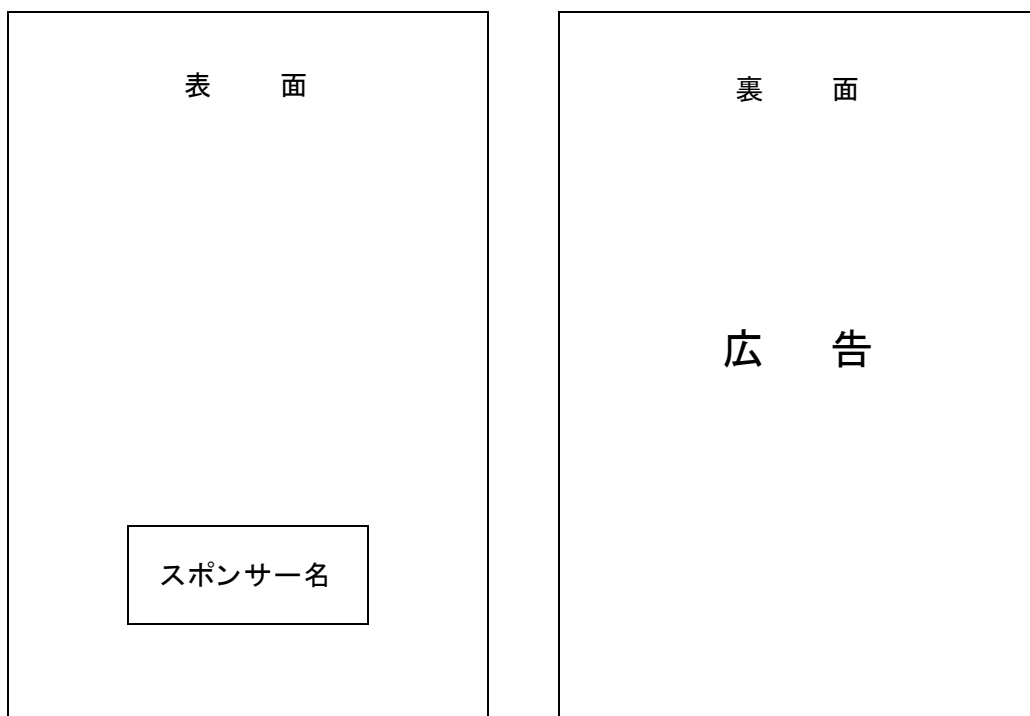 表　面
スポンサー名
裏　面
広　告